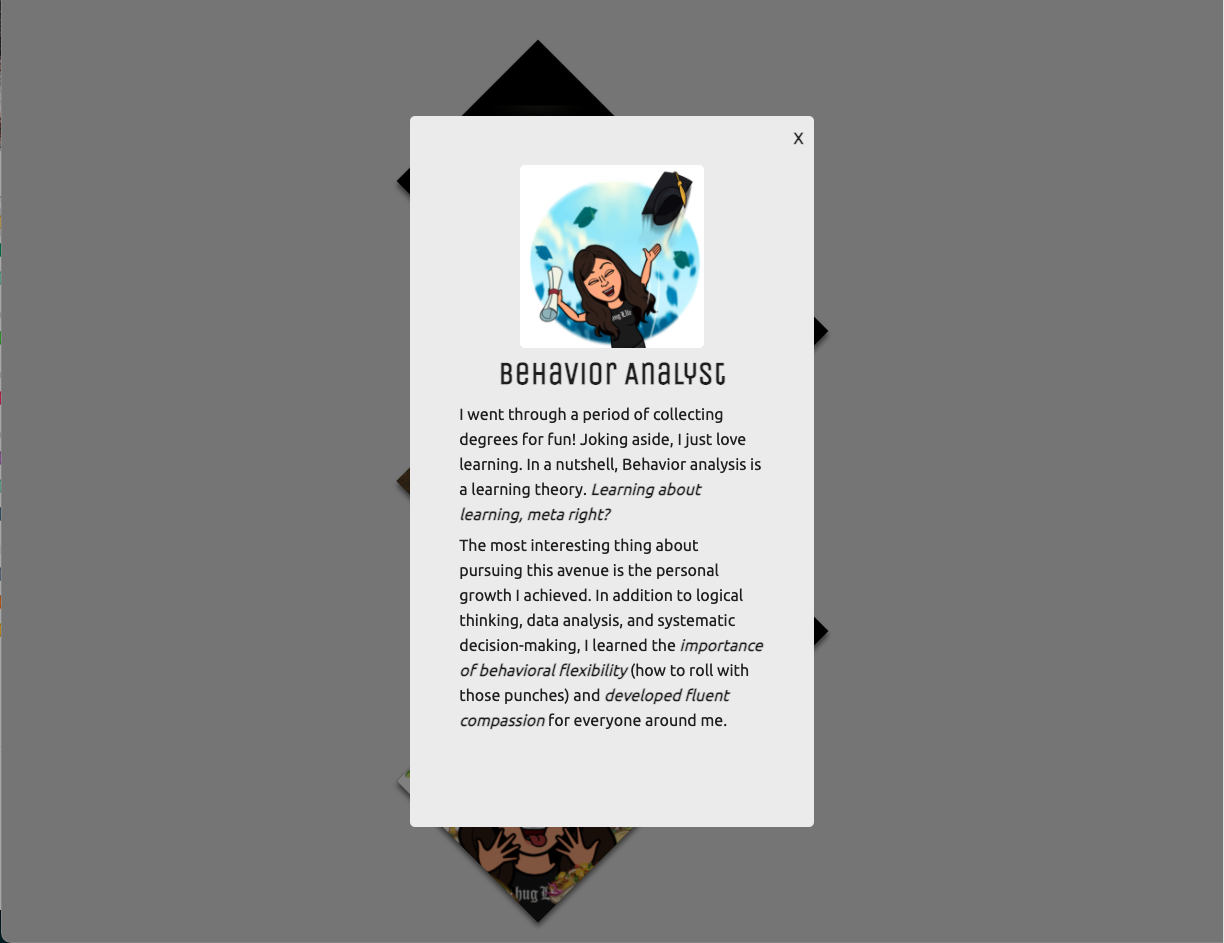 X
Behavior Analyst
I went through a period of collecting
degrees for fun! Joking aside, I just love
learning. In a nutshell, Behavior analysis is
a learning theory. Learning about
learning, meta right?
The most interesting thing about
pursuing this avenue is the personal
growth I achieved. In addition to logical
thinking, data analysis, and systematic
decision-making, I learned the importance
of behavioral flexibility (how to roll with
those punches) and developed fluent
compassion for everyone around me.